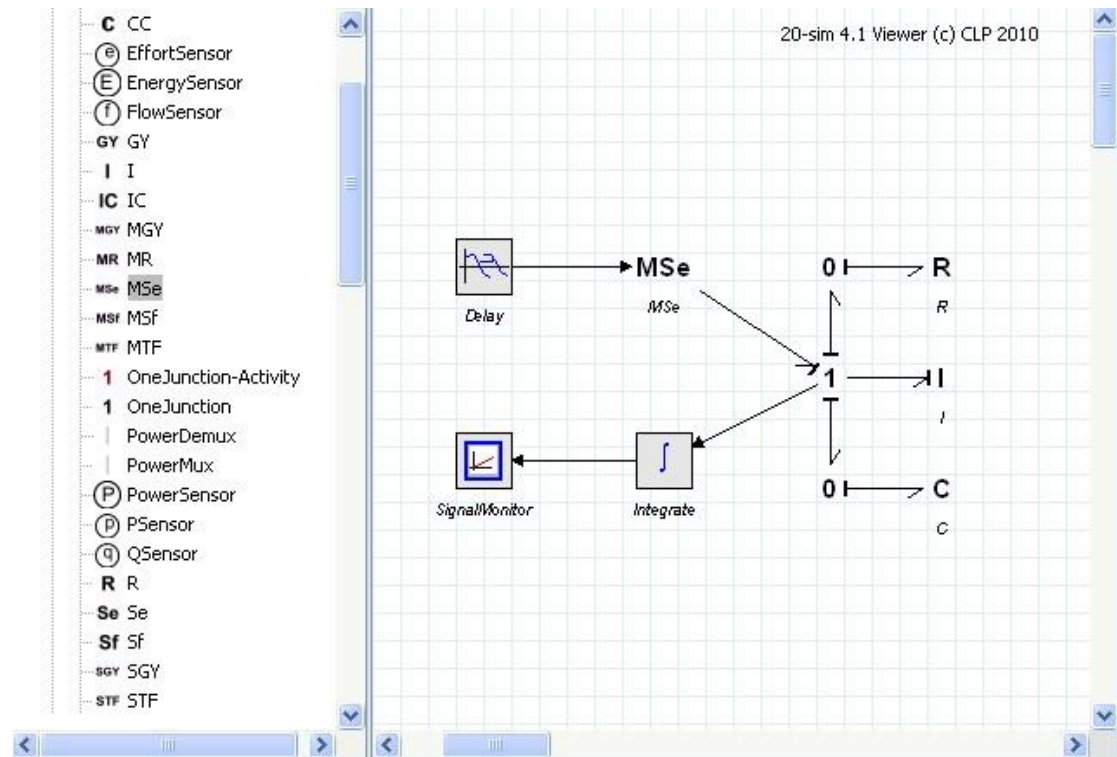 C CC
e EffortSensor
E EnergySensor
f FlowSensor
GY GY
I I
IC IC
MGY MGY
MR MR
MSe MSe
MSf MSf
MTF MTF
1 OneJunction-Activity
1 OneJunction
PowerDemux
PowerMux
P PowerSensor
p PSensor
q QSensor
R R
Se Se
Sf Sf
SGY SGY
STF STF
20-sim 4.1 Viewer (c) CLP 2010
MSe 0 R
Delay MSe R
1 I
I
∫ 0 C
SignalMonitor Integrate C